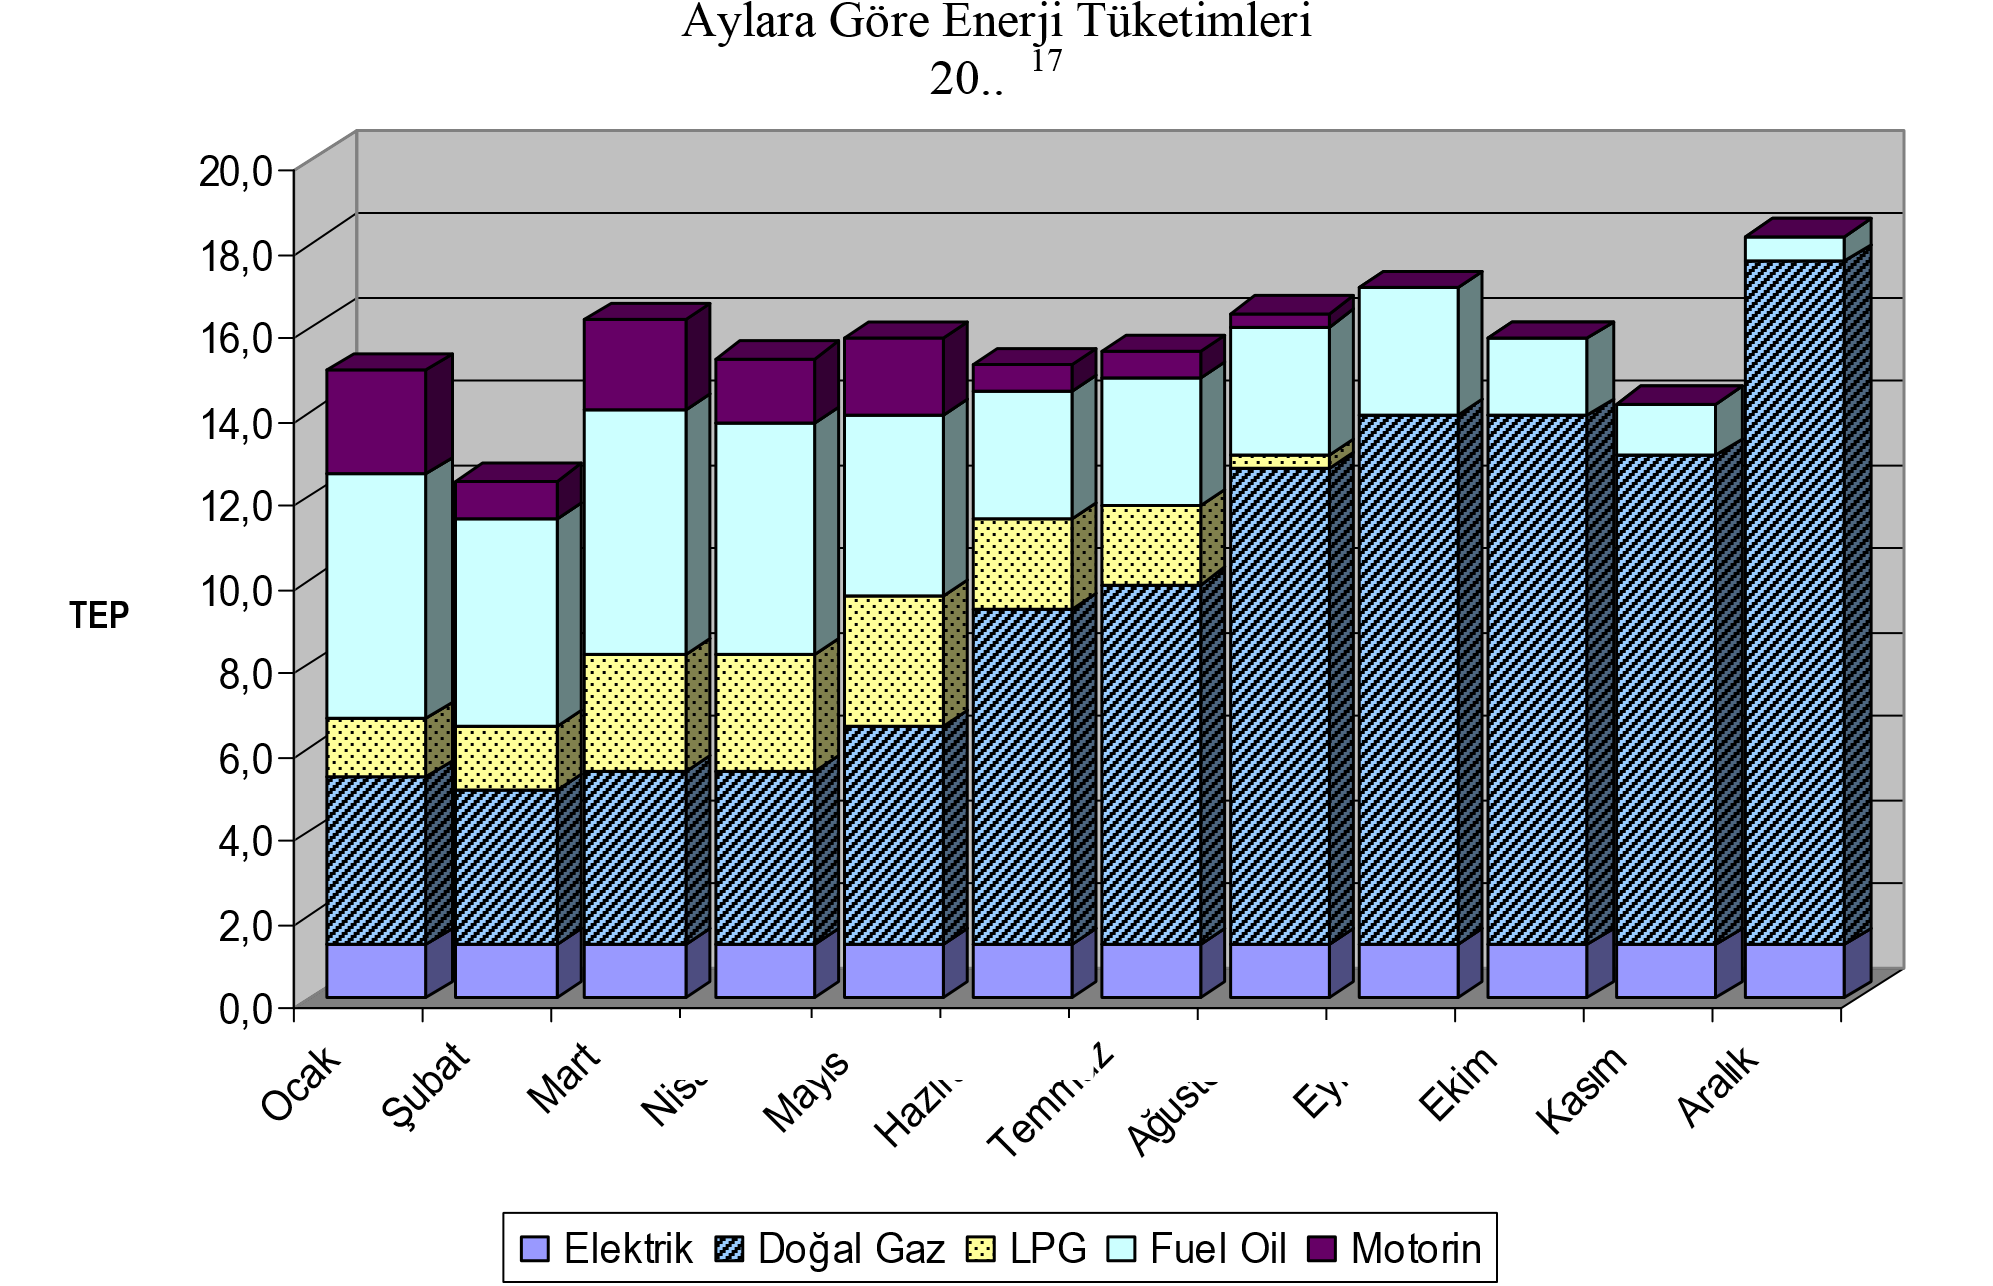 Aylara Göre Enerji Tüketimleri
20.. 17
20,0
18,0
16,0
14,0
12,0
10,0
TEP
8,0
6,0
4,0
2,0
0,0
Ocak
Şubat
Mart
Mayıs
Temmuz
Ekim
Kasım
Aralık
Elektrik Doğal Gaz LPG Fuel Oil Motorin